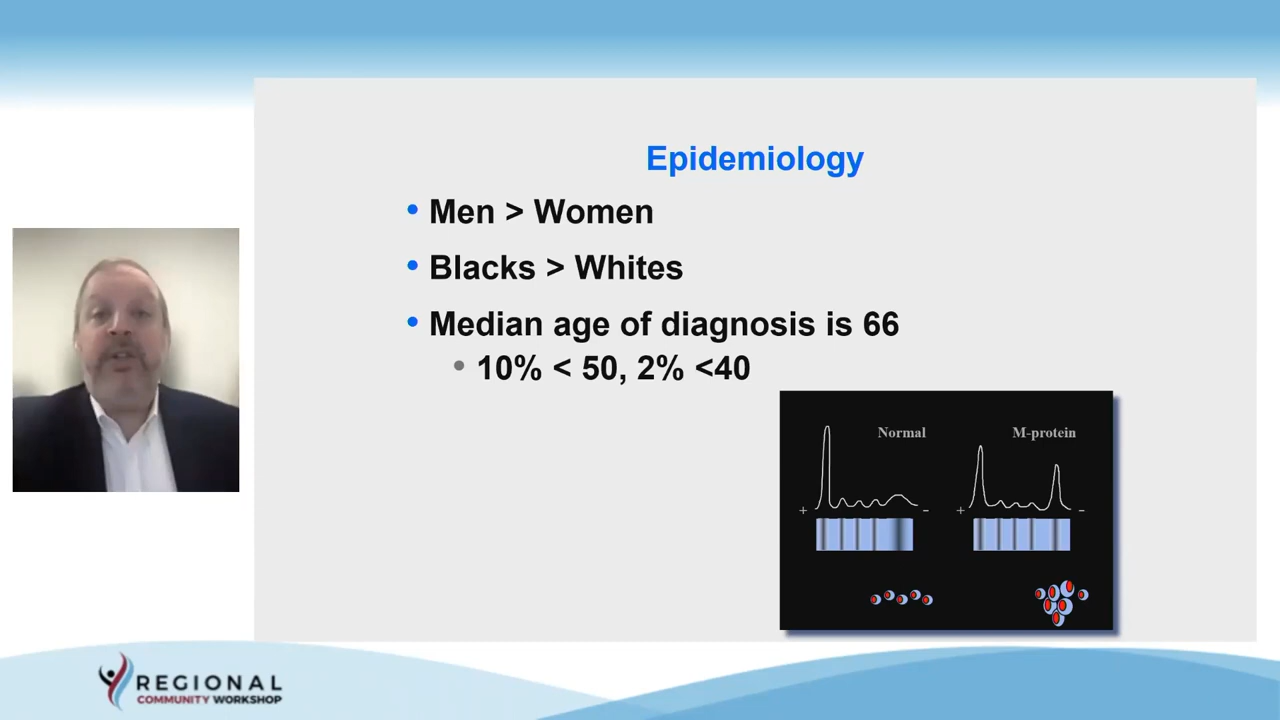 Epidemiology
• Men > Women
• Blacks > Whites
• Median age of diagnosis is 66
• 10% < 50, 2% <40
Normal
M-protein
+
-
+
-
REGIONAL
COMMUNITY WORKSHOP